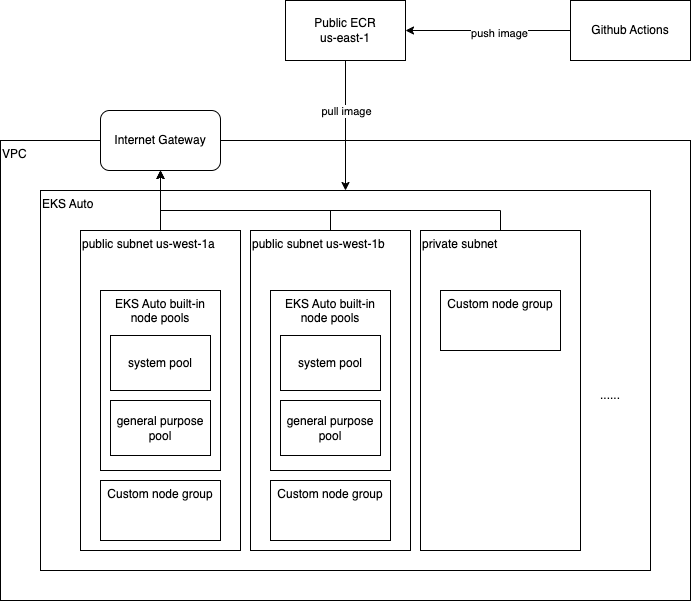 Public ECR
us-east-1
push image
Github Actions
pull image
Internet Gateway
VPC
EKS Auto
public subnet us-west-1a
EKS Auto built-in
node pools
system pool
general purpose
pool
Custom node group
public subnet us-west-1b
EKS Auto built-in
node pools
system pool
general purpose
pool
Custom node group
private subnet
Custom node group
......